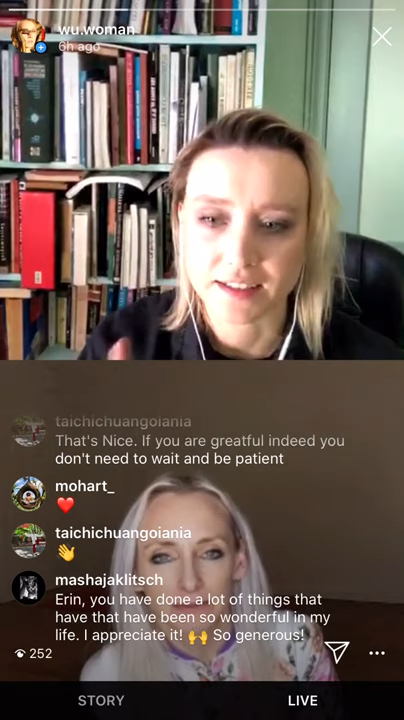 wu.woman
6h ago
taichichuangoiania
That's Nice. If you are greatful indeed you
don't need to wait and be patient
mohart_
❤️
taichichuangoiania
👋
mashajaklitsch
Erin, you have done a lot of things that
have that have been so wonderful in my
life. I appreciate it! 🙌 So generous!
252
STORY LIVE